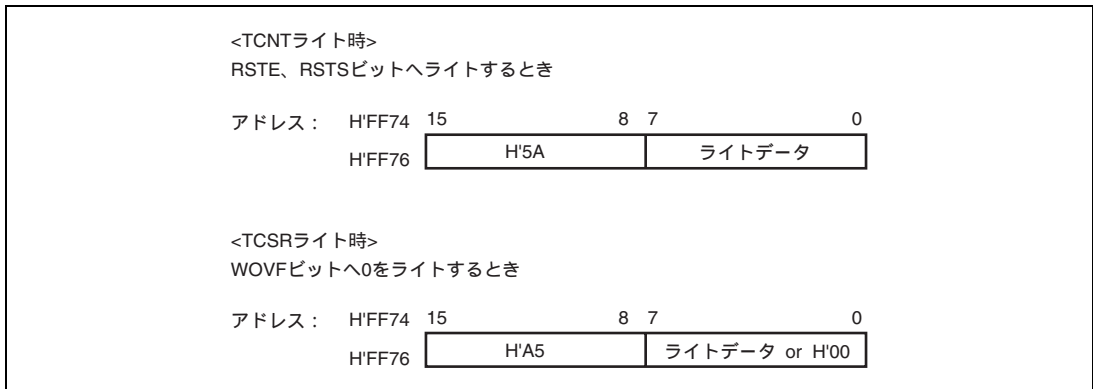 <TCNTライト時>
RSTE、RSTSビットへライトするとき
アドレス： H'FF74 15 8 7 0
H'FF76 H'5A ライトデータ
<TCSRライト時>
WOVFビットへ0をライトするとき
アドレス： H'FF74 15 8 7 0
H'FF76 H'A5 ライトデータ or H'00